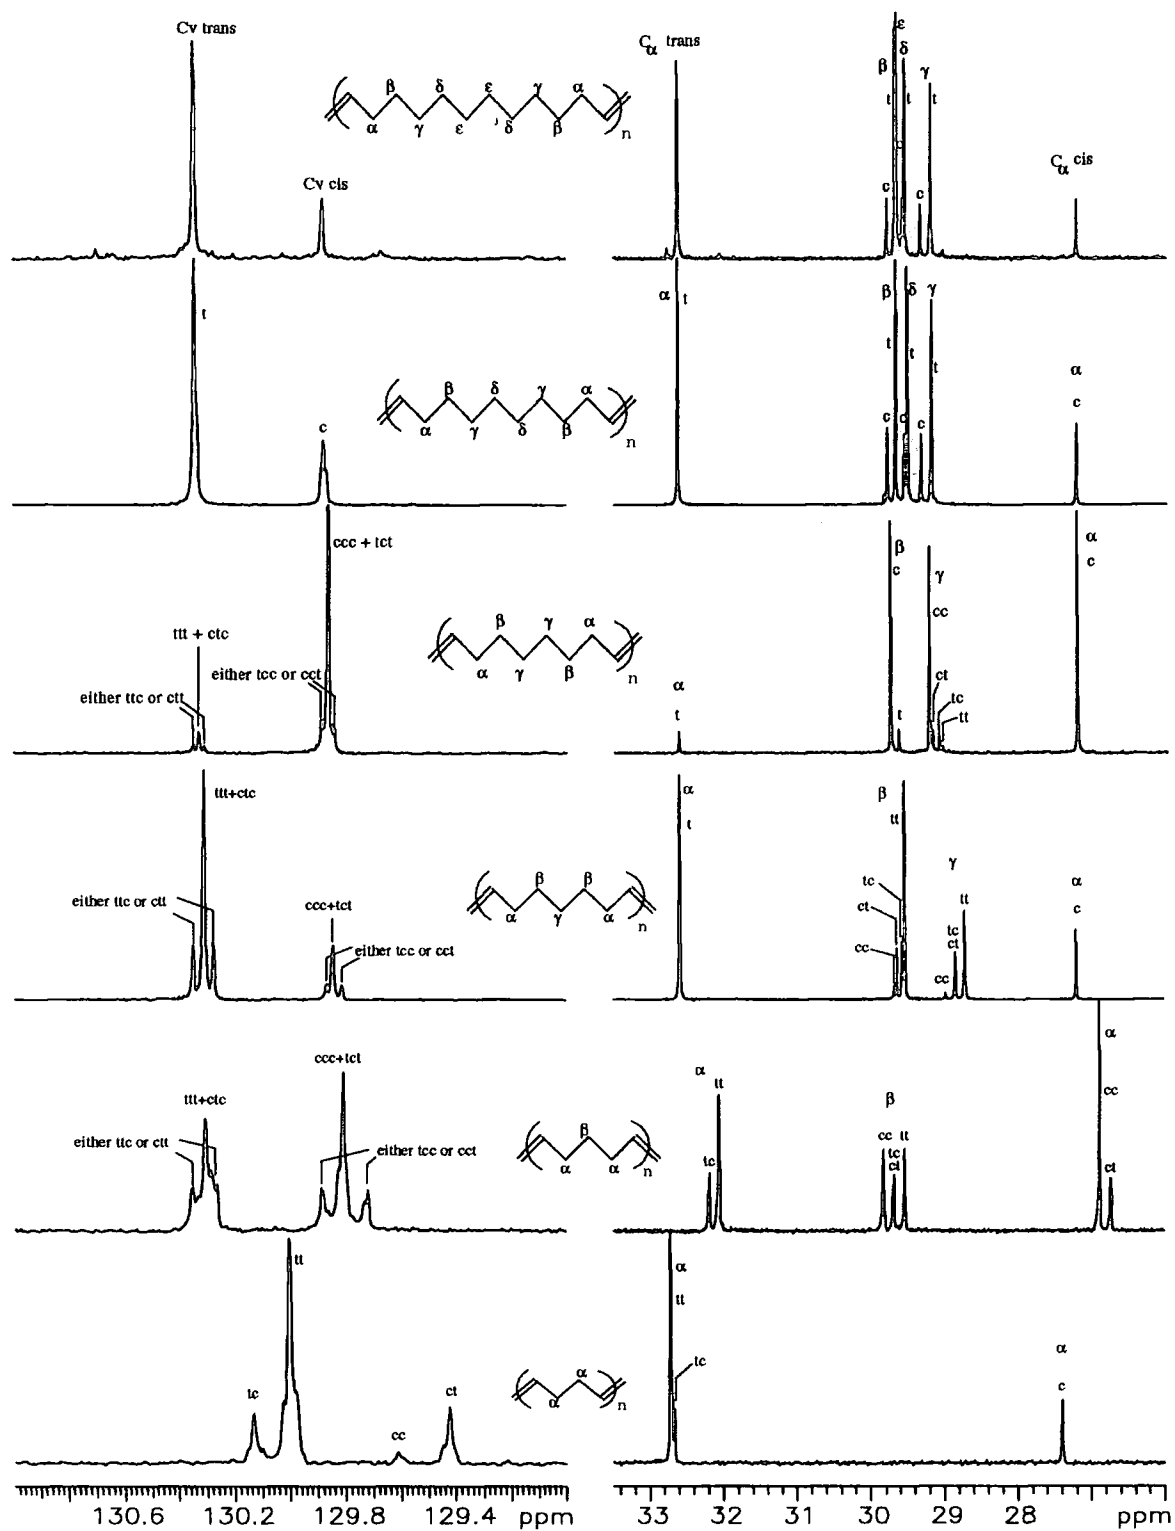 Cv trans
Cv cis
β δ ε γ α
α γ ε δ β
n
Cα trans
β
ε
δ
γ
t
t
t
c
c
c
Cα cis
t
c
β δ γ α
α γ δ β
n
α t
β
δ
γ
t
t
t
c
c
c
α
c
ttt + ctc
either ttc or ctt
ccc + tct
either tcc or cct
β γ α
α γ β
n
α
t
β
c
t
γ
cc
ct
tc
tt
α
c
ttt+ctc
either ttc or ctt
ccc+tct
either tcc or cct
β β
α γ α
n
α
t
β
tt
tc
ct
cc
γ
tt
tc
ct
cc
α
c
ttt+ctc
either ttc or ctt
ccc+tct
either tcc or cct
β
α α
n
α
tt
tc
β
cc tt
tc
ct
α
cc
ct
tc
tt
cc
ct
α
α
n
α
tt
tc
α
c
130.6 130.2 129.8 129.4 ppm
33 32 31 30 29 28 ppm